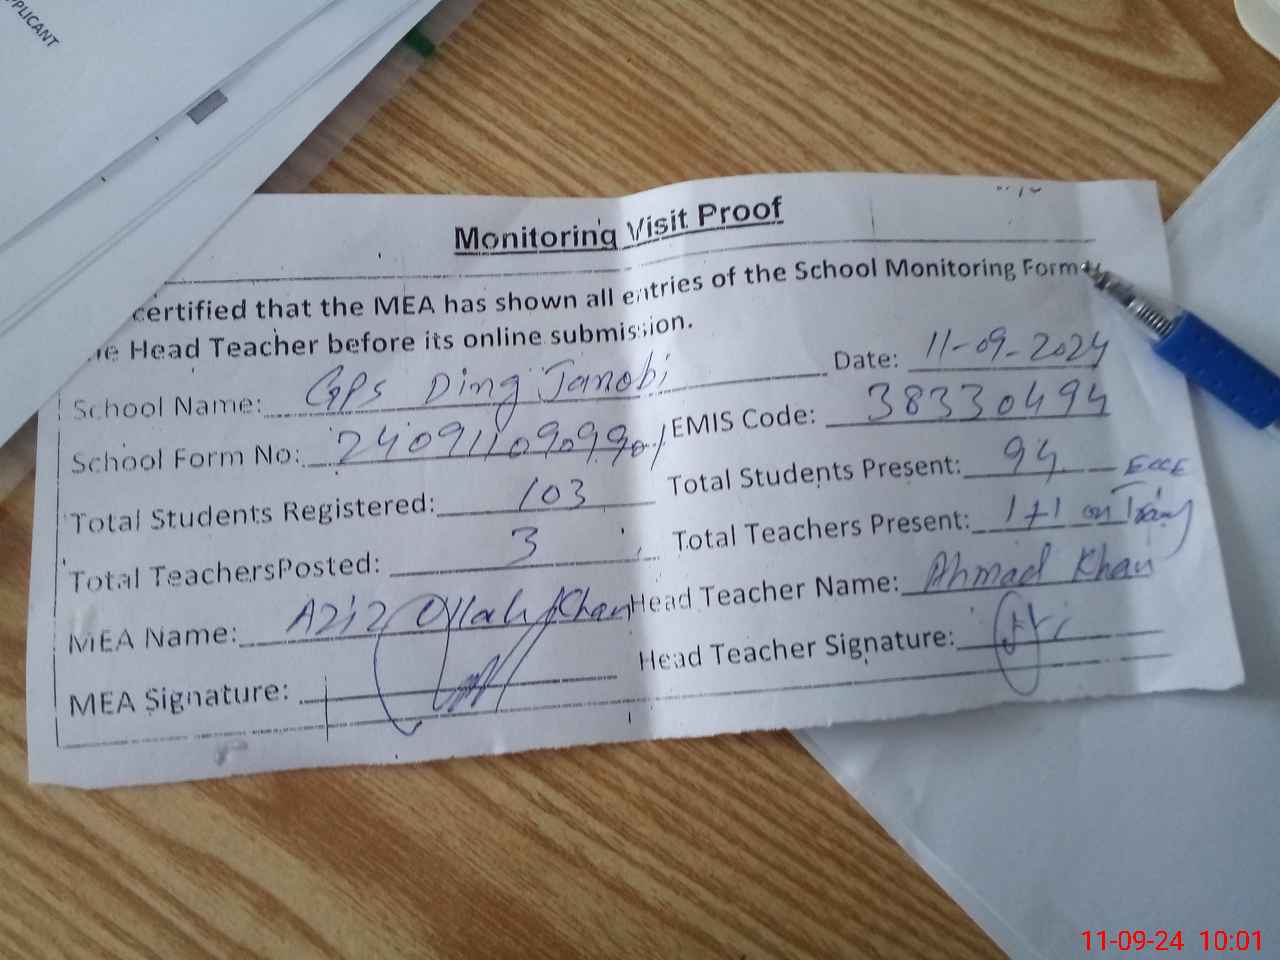 PLICANT
Monitoring Visit Proof
certified that the MEA has shown all entries of the School Monitoring Form
Head Teacher before its online submission.
School Name: GPS Ding Janobi Date: 11-09-2024
School Form No: EMIS Code: 38330494
Total Students Registered: 103 Total Students Present: 94
Total TeachersPosted: 3 Total Teachers Present: 1+1 on ECCE
MEA Name: Aziz Ullah Khan Head Teacher Name: Ahmad Khan
MEA Signature: Head Teacher Signature:
11-09-24 10:01